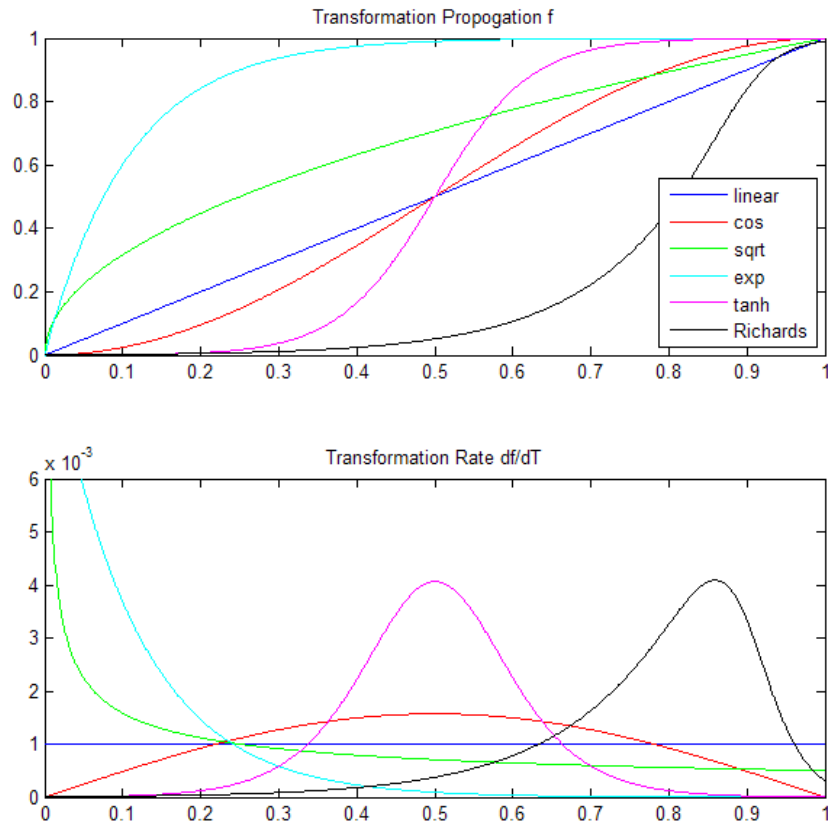 Transformation Propogation f
1
0.8
0.6
0.4
0.2
0
linear
cos
sqrt
exp
tanh
Richards
0 0.1 0.2 0.3 0.4 0.5 0.6 0.7 0.8 0.9 1
x 10^-3
Transformation Rate df/dT
6
5
4
3
2
1
0
0 0.1 0.2 0.3 0.4 0.5 0.6 0.7 0.8 0.9 1